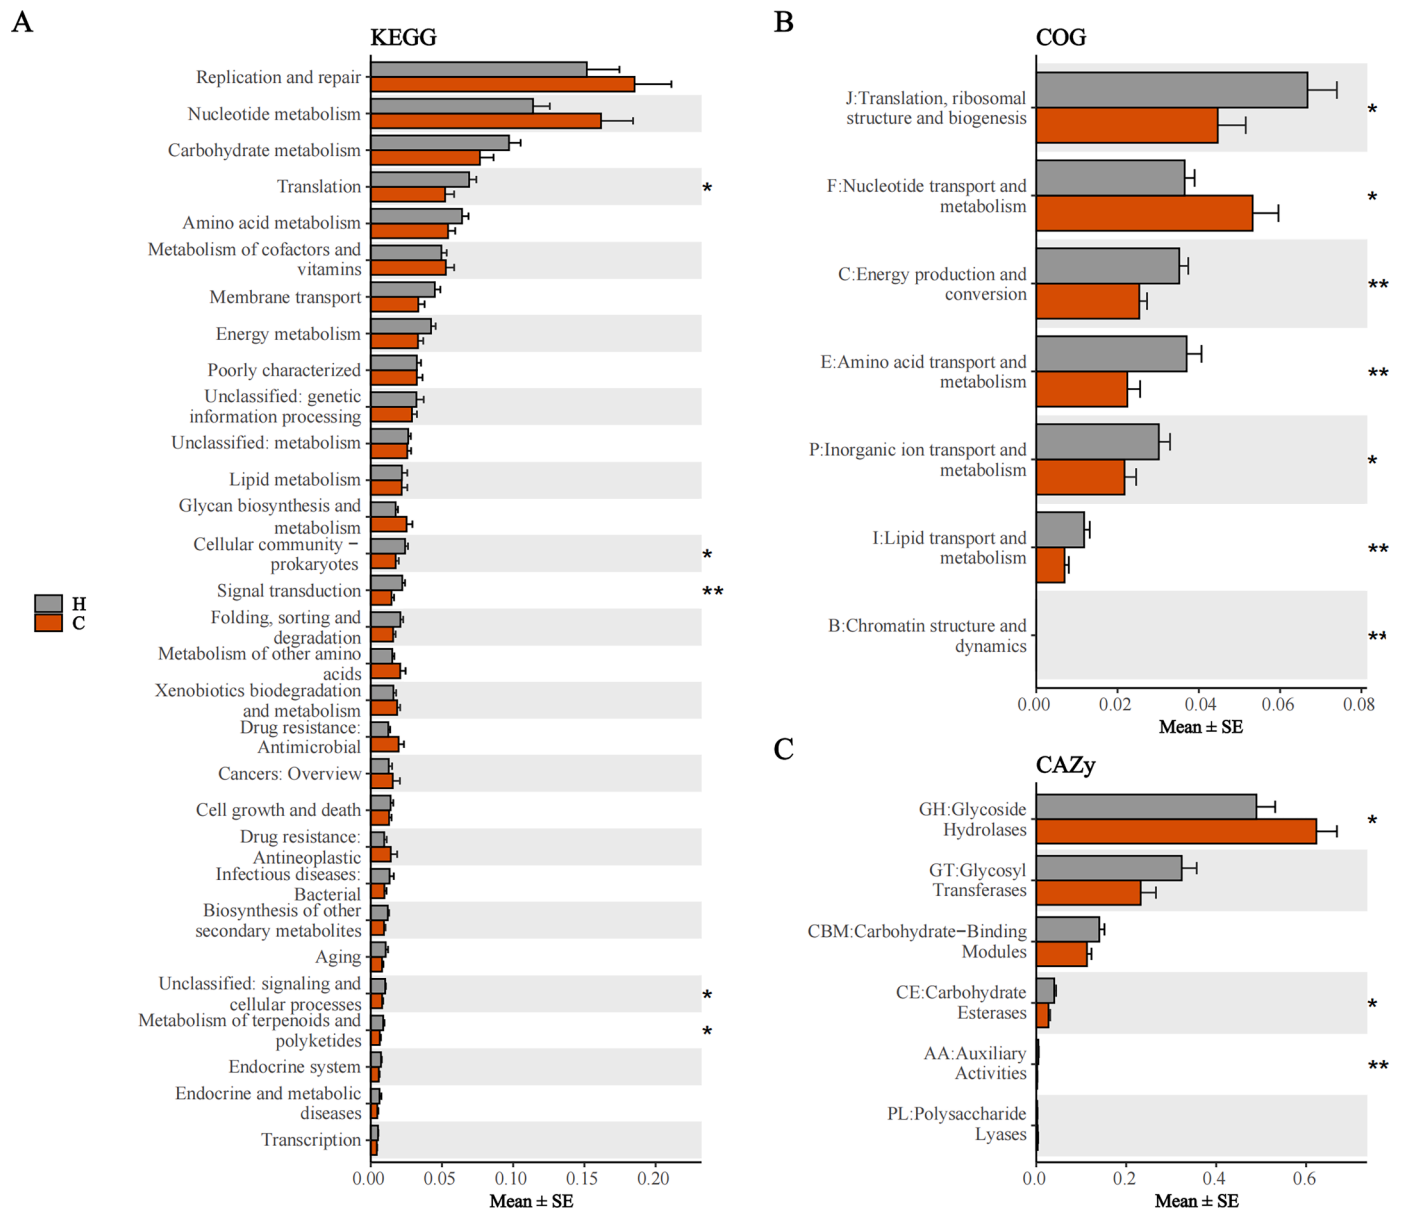 A
KEGG
Replication and repair
Nucleotide metabolism
Carbohydrate metabolism
Translation
*
Amino acid metabolism
Metabolism of cofactors and
vitamins
Membrane transport
Energy metabolism
Poorly characterized
Unclassified: genetic
information processing
Unclassified: metabolism
Lipid metabolism
Glycan biosynthesis and
metabolism
Cellular community −
prokaryotes
*
Signal transduction
**
Folding, sorting and
degradation
Metabolism of other amino
acids
Xenobiotics biodegradation
and metabolism
Drug resistance:
Antimicrobial
Cancers: Overview
Cell growth and death
Drug resistance:
Antineoplastic
Infectious diseases:
Bacterial
Biosynthesis of other
secondary metabolites
Aging
Unclassified: signaling and
cellular processes
*
Metabolism of terpenoids and
polyketides
*
Endocrine system
Endocrine and metabolic
diseases
Transcription
0.00 0.05 0.10 0.15 0.20
Mean ± SE
H
C
B
COG
J:Translation, ribosomal
structure and biogenesis
*
F:Nucleotide transport and
metabolism
*
C:Energy production and
conversion
**
E:Amino acid transport and
metabolism
**
P:Inorganic ion transport and
metabolism
*
I:Lipid transport and
metabolism
**
B:Chromatin structure and
dynamics
**
0.00 0.02 0.04 0.06 0.08
Mean ± SE
C
CAZy
GH:Glycoside
Hydrolases
*
GT:Glycosyl
Transferases
CBM:Carbohydrate−Binding
Modules
CE:Carbohydrate
Esterases
*
AA:Auxiliary
Activities
**
PL:Polysaccharide
Lyases
0.0 0.2 0.4 0.6
Mean ± SE